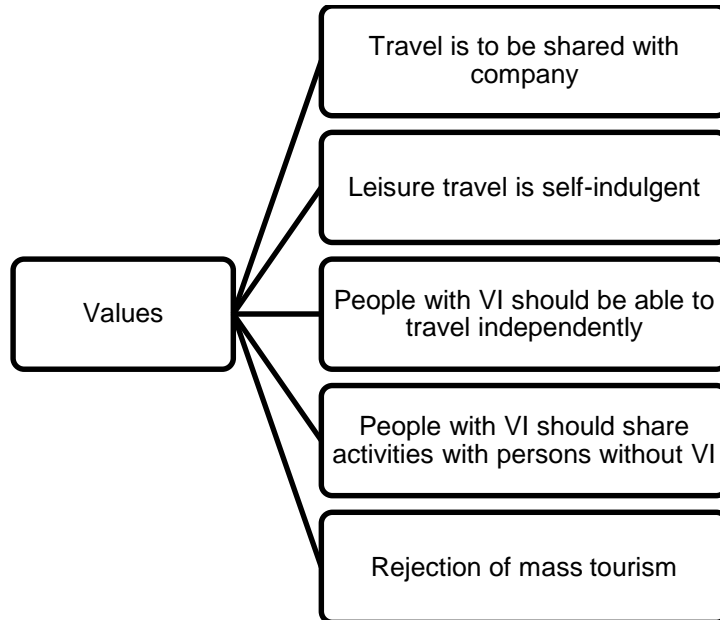 Travel is to be shared with
company
Leisure travel is self-indulgent
Values
People with VI should be able to
travel independently
People with VI should share
activities with persons without VI
Rejection of mass tourism